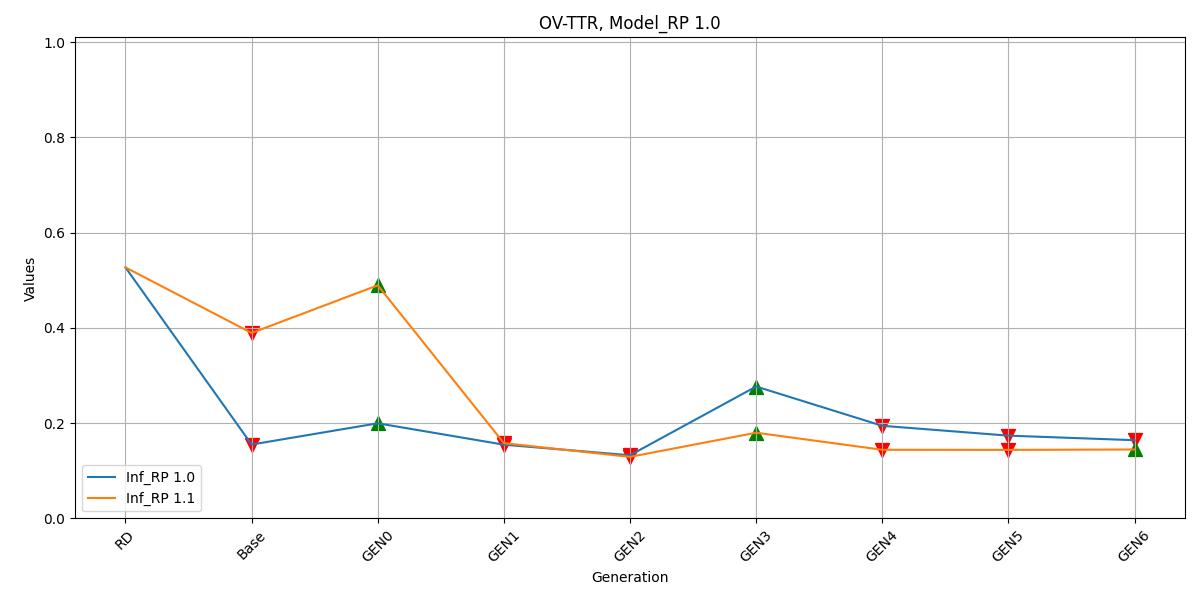 OV-TTR, Model_RP 1.0
Values
1.0
0.8
0.6
0.4
0.2
0.0
Inf_RP 1.0
Inf_RP 1.1
RD
Base
GEN0
GEN1
GEN2
GEN3
GEN4
GEN5
GEN6
Generation